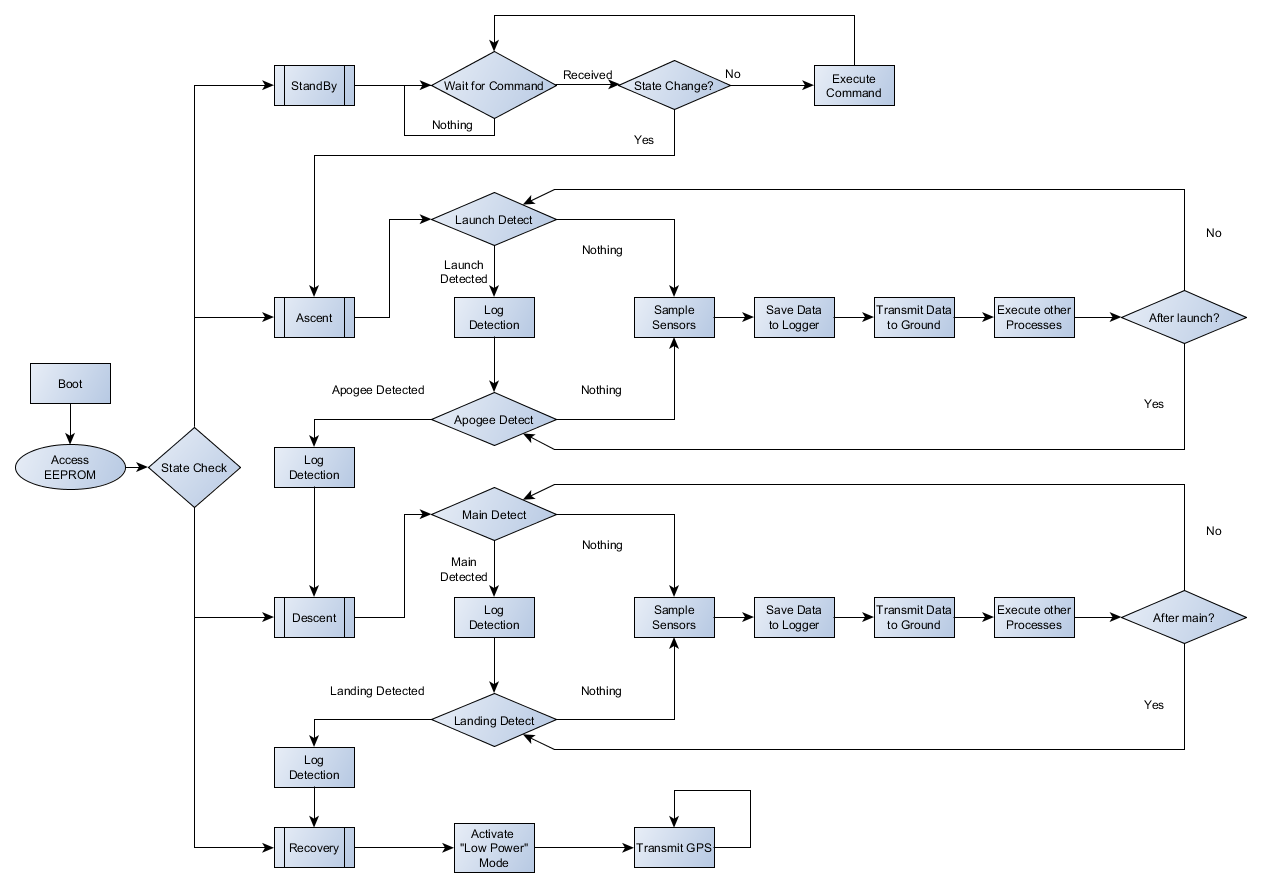 StandBy
Wait for Command
Received
State Change?
No
Execute
Command
Nothing
Yes
Launch Detect
Nothing
No
Launch
Detected
Ascent
Log
Detection
Sample
Sensors
Save Data
to Logger
Transmit Data
to Ground
Execute other
Processes
After launch?
Boot
Apogee Detected
Apogee Detect
Nothing
Yes
Access
EEPROM
State Check
Log
Detection
Main Detect
Nothing
No
Main
Detected
Descent
Log
Detection
Sample
Sensors
Save Data
to Logger
Transmit Data
to Ground
Execute other
Processes
After main?
Landing Detected
Landing Detect
Nothing
Yes
Log
Detection
Recovery
Activate
"Low Power"
Mode
Transmit GPS